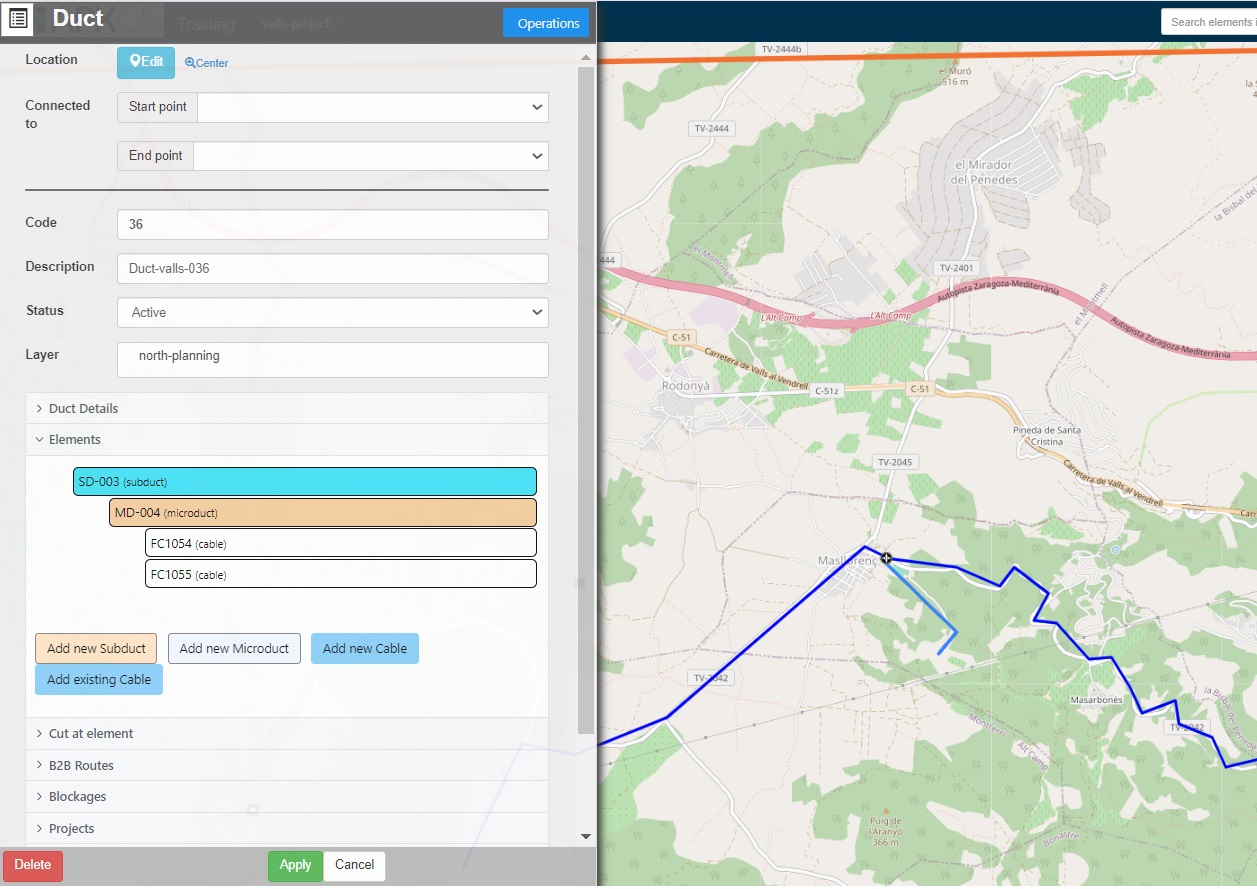 Duct
ARKGIS
Training
valls-project
Operations
Search elements i
Location
Edit
Center
Connected
to
Start point
End point
Code
36
Description
Duct-valls-036
Status
Active
Layer
north-planning
Duct Details
Elements
SD-003 (subduct)
MD-004 (microduct)
FC1054 (cable)
FC1055 (cable)
Add new Subduct
Add new Microduct
Add new Cable
Add existing Cable
Cut at element
B2B Routes
Blockages
Projects
Delete
Apply
Cancel
TV-2444b
el Muró
516 m
TV-2444
el Mirador
del Penedes
la Bisbal del
444
el Montmell
TV-2401
Autopista Zaragoza-Mediterrània
el Montmell
L'Alt Camp
L'Alt Camp
Autopista Zaragoza-Mediterrània
C-51
Carretera de Valls al Vendrell
Rodonyà
C-51z
C-51
Pineda de Santa
Cristina
TV-2045
Carretera de Valls al Vendrell
Carr
Masllorenç
TV-2042
Masarbonès
la Bisbal del Penedes
TV-2042
Montferri
Alt Camp
Puig de
l'Aranyó
366 m
Bonastre